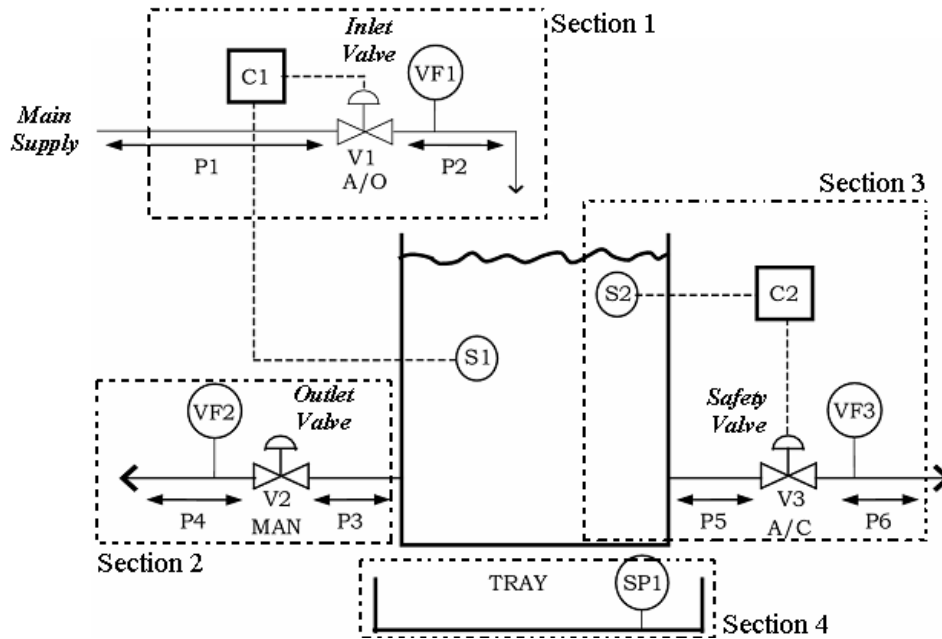 Section 1
Inlet
Valve
C1
VF1
Main
Supply
P1
V1
A/O
P2
Section 3
S2
C2
S1
Outlet
Valve
VF2
Safety
Valve
VF3
P4
V2
MAN
P3
P5
V3
A/C
P6
Section 2
TRAY
SP1
Section 4